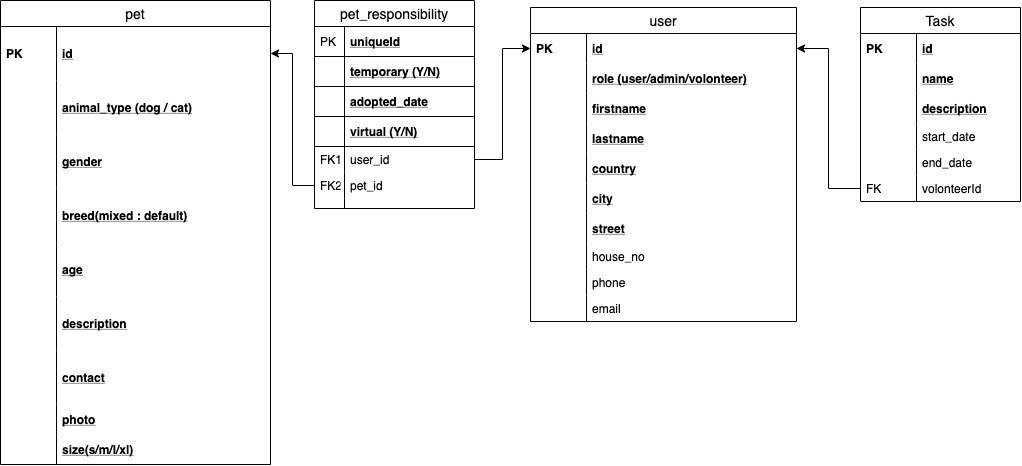 pet
PK id
animal_type (dog / cat)
gender
breed(mixed : default)
age
description
contact
photo
size(s/m/l/xl)
pet_responsibility
PK uniqueId
temporary (Y/N)
adopted_date
virtual (Y/N)
FK1 user_id
FK2 pet_id
user
PK id
role (user/admin/volonteer)
firstname
lastname
country
city
street
house_no
phone
email
Task
PK id
name
description
start_date
end_date
FK volonteerId